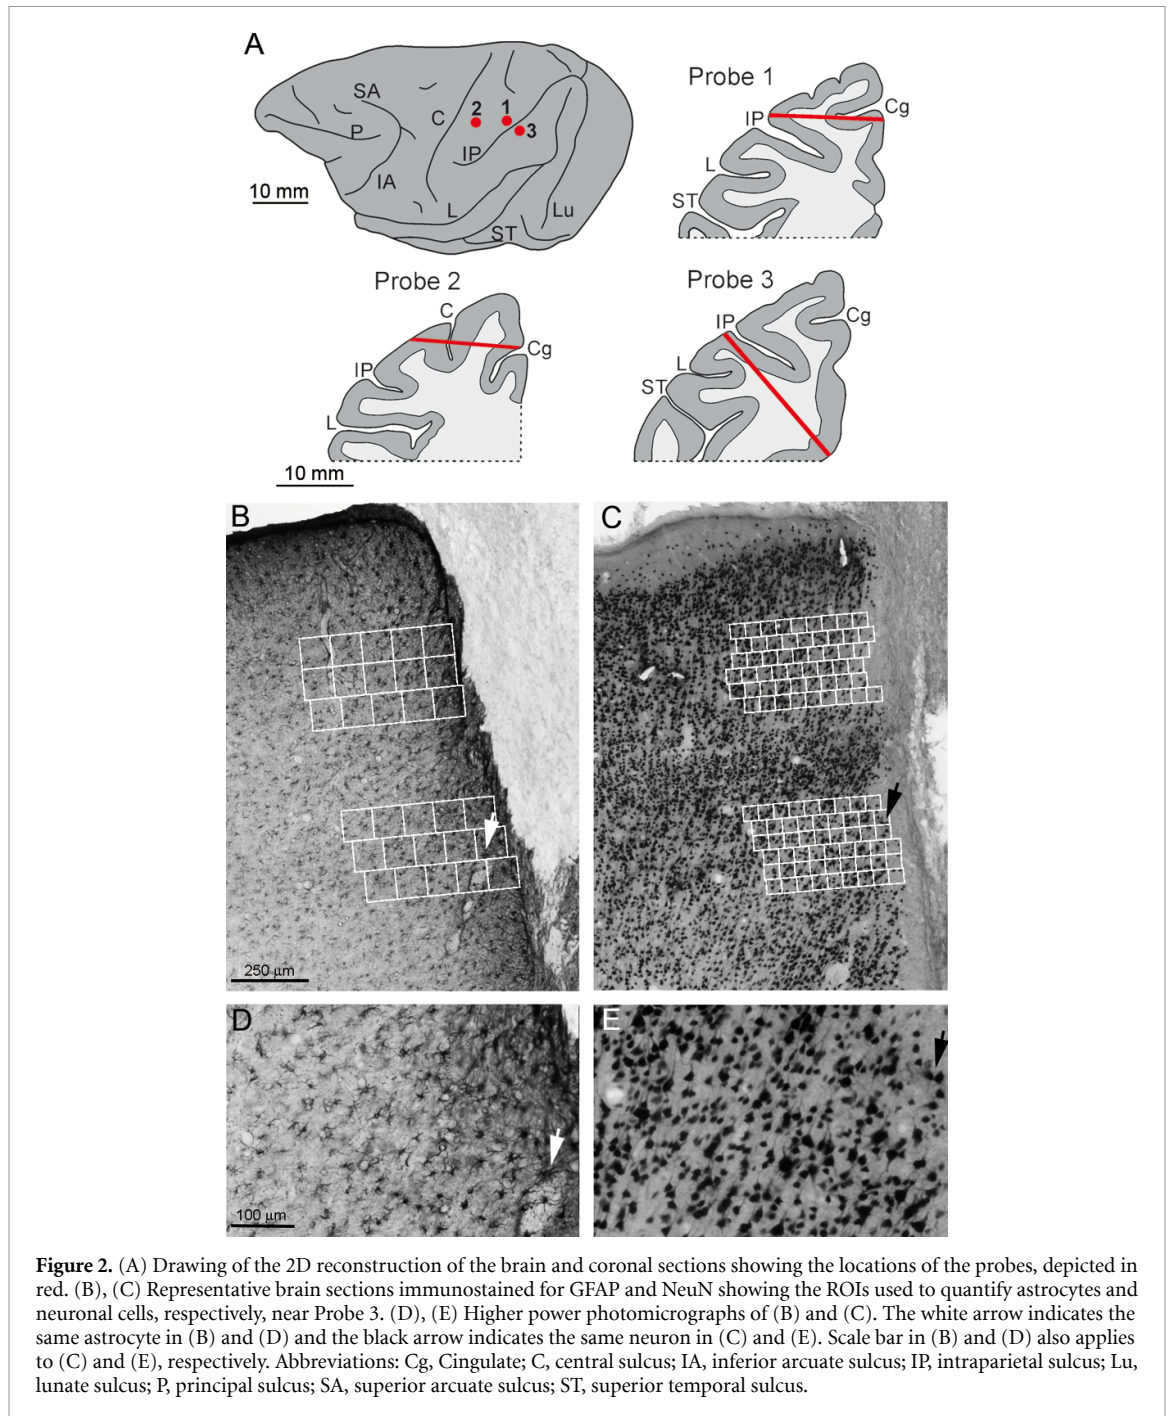 A
SA
P
IA
C
2
1
3
IP
L
ST
Lu
10 mm
Probe 1
IP
Cg
L
ST
Probe 2
C
Cg
IP
L
10 mm
Probe 3
IP
Cg
L
ST
B
250 µm
C
D
100 µm
E
Figure 2. (A) Drawing of the 2D reconstruction of the brain and coronal sections showing the locations of the probes, depicted in
red. (B), (C) Representative brain sections immunostained for GFAP and NeuN showing the ROIs used to quantify astrocytes and
neuronal cells, respectively, near Probe 3. (D), (E) Higher power photomicrographs of (B) and (C). The white arrow indicates the
same astrocyte in (B) and (D) and the black arrow indicates the same neuron in (C) and (E). Scale bar in (B) and (D) also applies
to (C) and (E), respectively. Abbreviations: Cg, Cingulate; C, central sulcus; IA, inferior arcuate sulcus; IP, intraparietal sulcus; Lu,
lunate sulcus; P, principal sulcus; SA, superior arcuate sulcus; ST, superior temporal sulcus.